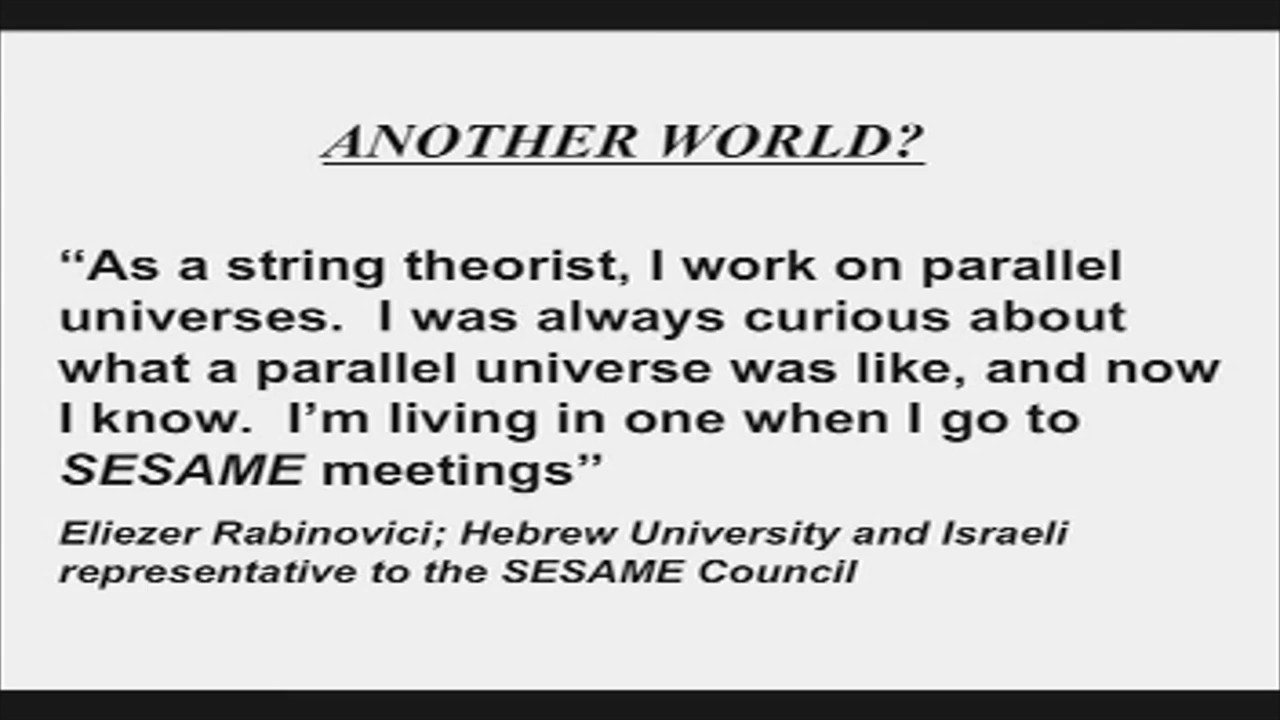 ANOTHER WORLD?
“As a string theorist, I work on parallel
universes.  I was always curious about
what a parallel universe was like, and now
I know.  I’m living in one when I go to
SESAME meetings”
Eliezer Rabinovici; Hebrew University and Israeli
representative to the SESAME Council